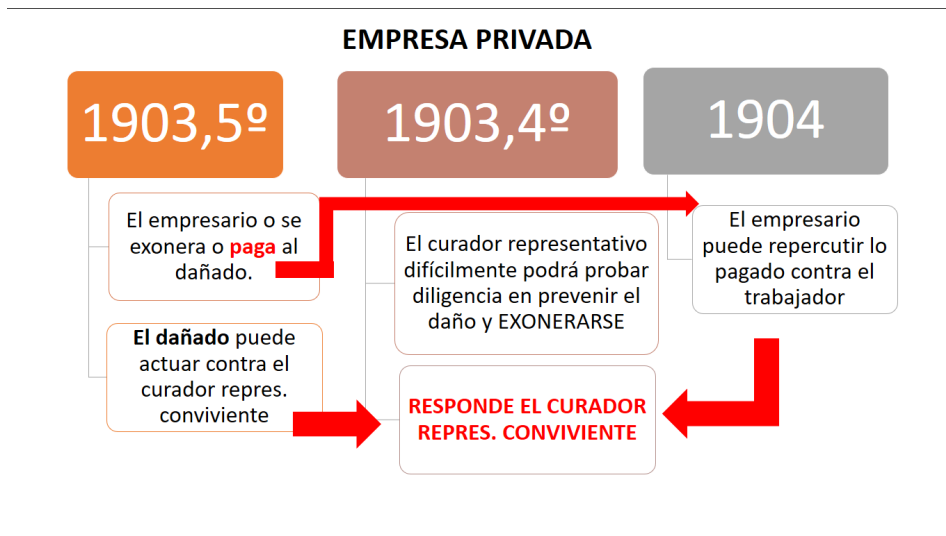 EMPRESA PRIVADA
1903,5º
El empresario o se
exonera o paga al
dañado.
El dañado puede
actuar contra el
curador repres.
conviviente
1903,4º
El curador representativo
difícilmente podrá probar
diligencia en prevenir el
daño y EXONERARSE
RESPONDE EL CURADOR
REPRES. CONVIVIENTE
1904
El empresario
puede repercutir lo
pagado contra el
trabajador